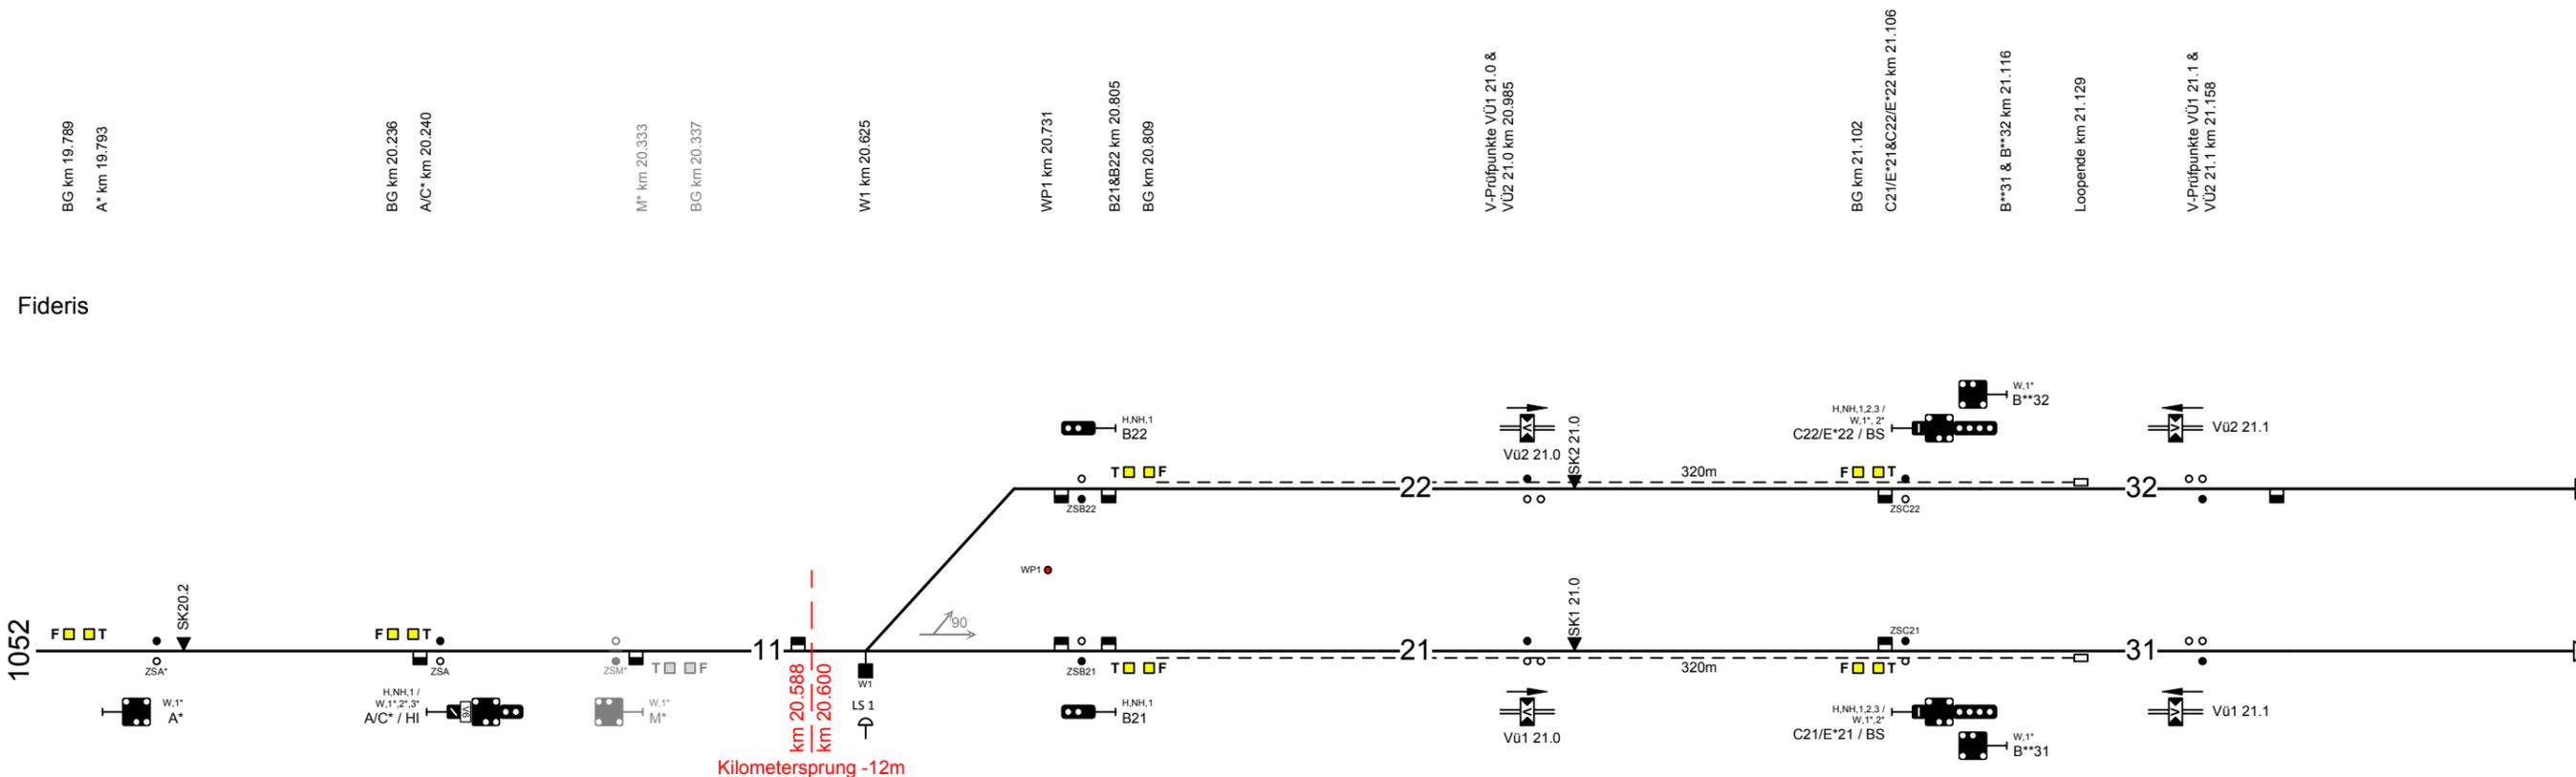 BG km 19.789
A* km 19.793
BG km 20.236
A/C* km 20.240
M* km 20.333
BG km 20.337
W1 km 20.625
WP1 km 20.731
B21&B22 km 20.805
BG km 20.809
V-Prüfpunkte VÜ1 21.0 &
VÜ2 21.0 km 20.985
BG km 21.102
C21/E*21&C22/E*22 km 21.106
B**31 & B**32 km 21.116
Loopende km 21.129
V-Prüfpunkte VÜ1 21.1 &
VÜ2 21.1 km 21.158
Fideris
H,NH,1
B22
Vü2 21.0
SK2 21.0
H,NH,1,2,3 /
W,1*, 2*
C22/E*22 / BS
W,1*
B**32
Vü2 21.1
T F
320m
F T
ZSB22
22
ZSC22
32
WP1
90
1052
F T
ZSA*
SK20.2
F T
ZSA
ZSM*
T F
11
W1
LS 1
ZSB21
T F
21
SK1 21.0
320m
ZSC21
F T
31
W,1*
A*
H,NH,1 /
W,1*,2*,3*
A/C* / HI
V6
W,1*
M*
km 20.588
km 20.600
Kilometersprung -12m
H,NH,1
B21
Vü1 21.0
H,NH,1,2,3 /
W,1*,2*
C21/E*21 / BS
W,1*
B**31
Vü1 21.1